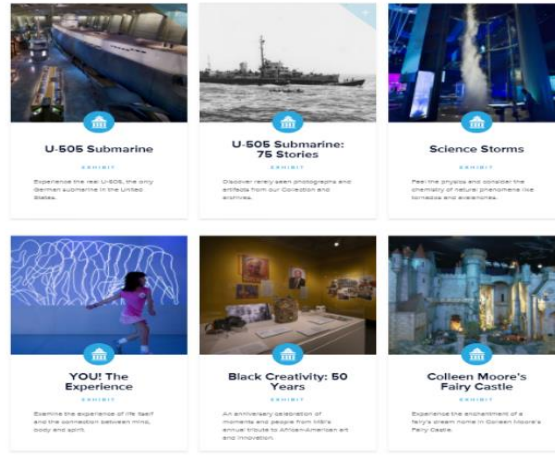 U-505 Submarine
EXHIBIT
Experience the real U-505, the only
German submarine in the United
States.
U-505 Submarine:
75 Stories
EXHIBIT
Discover rarely-seen photographs and
artifacts from our Collection and
archives.
Science Storms
EXHIBIT
Feel the physics and consider the
chemistry of natural phenomena like
tornados and avalanches.
YOU! The
Experience
EXHIBIT
Examine the experience of life itself
and the connection between mind,
body and spirit.
Black Creativity: 50
Years
EXHIBIT
An anniversary celebration of
moments and people from MSI's
annual tribute to African-American art
and innovation.
Colleen Moore's
Fairy Castle
EXHIBIT
Experience the enchantment of a
fairy's dream home in Colleen Moore's
Fairy Castle.